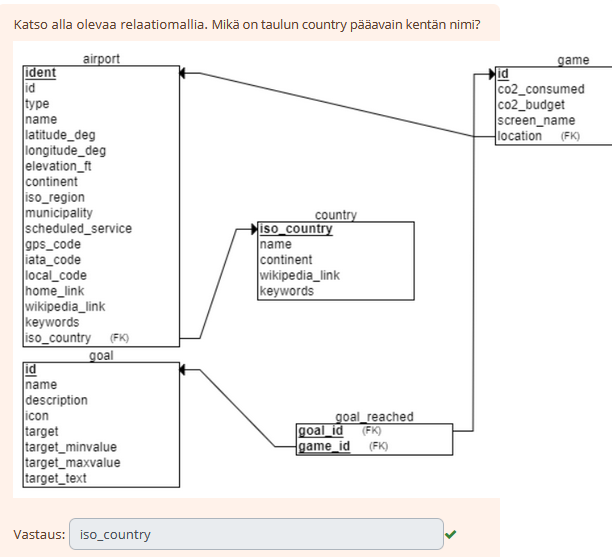 Katso alla olevaa relaatiomallia. Mikä on taulun country pääavain kentän nimi?
airport
ident
id
type
name
latitude_deg
longitude_deg
elevation_ft
continent
iso_region
municipality
scheduled_service
gps_code
iata_code
local_code
home_link
wikipedia_link
keywords
iso_country (FK)
game
id
co2_consumed
co2_budget
screen_name
location (FK)
country
iso_country
name
continent
wikipedia_link
keywords
goal
id
name
description
icon
target
target_minvalue
target_maxvalue
target_text
goal_reached
goal_id (FK)
game_id (FK)
Vastaus: iso_country